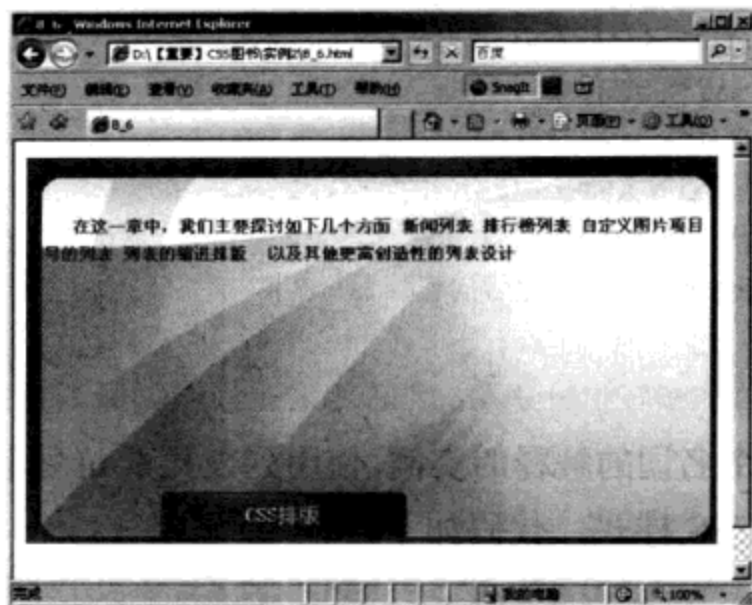 8_6 - Windows Internet Explorer
D:\【重要】CSS图书\实例2\8_6.html 百度
文件(F) 编辑(E) 查看(V) 收藏夹(A) 工具(T) 帮助(H) SnagIt
8_6 页面(P) 工具(O)
在这一章中，我们主要探讨如下几个方面 新闻列表 排行榜列表 自定义图片项目
号的列表 列表的缩进排版 以及其他更富创造性的列表设计
CSS排版
完成 我的电脑 100%